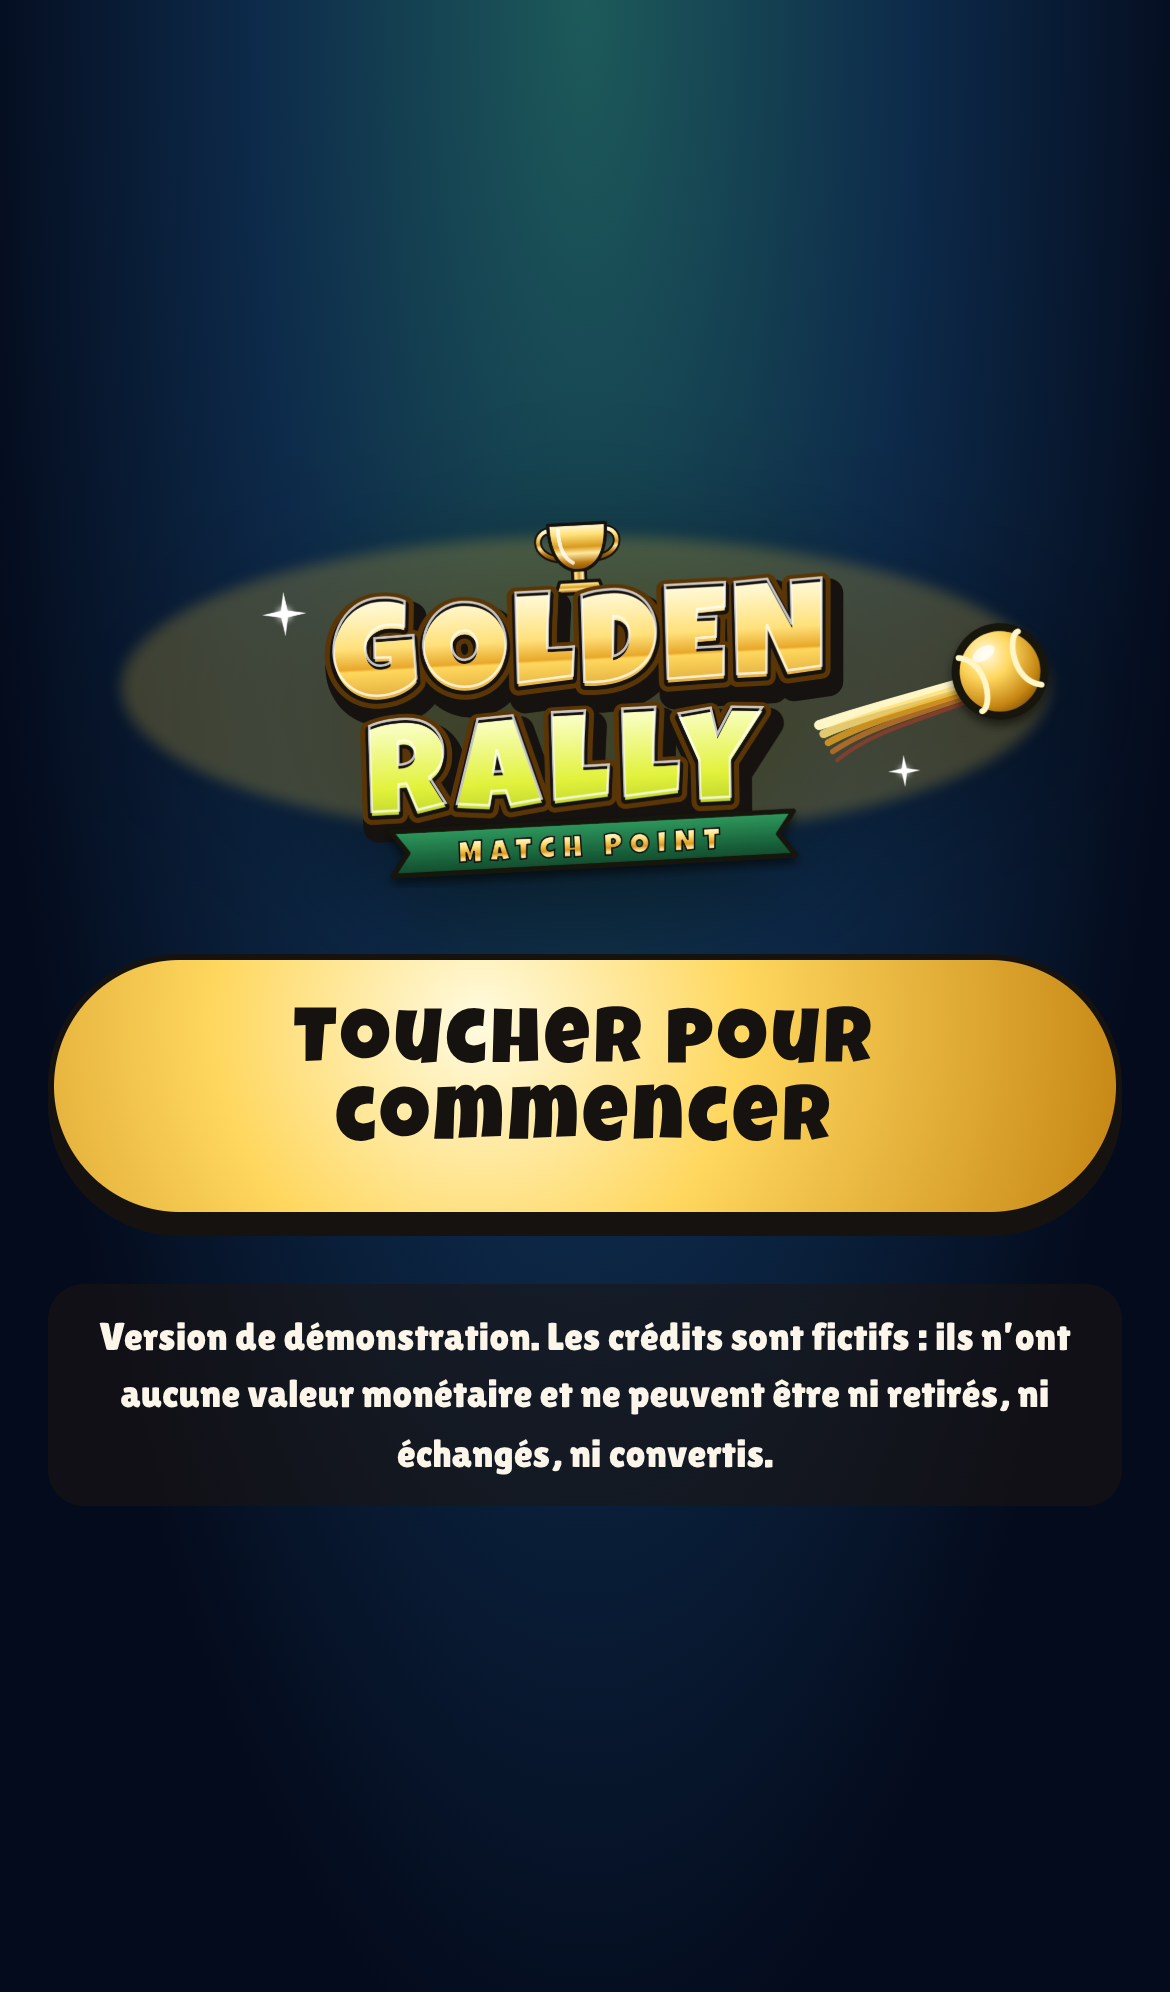 GOLDEN
RALLY
MATCH POINT
TOUCHER POUR
COMMENCER
Version de démonstration. Les crédits sont fictifs : ils n’ont
aucune valeur monétaire et ne peuvent être ni retirés, ni
échangés, ni convertis.